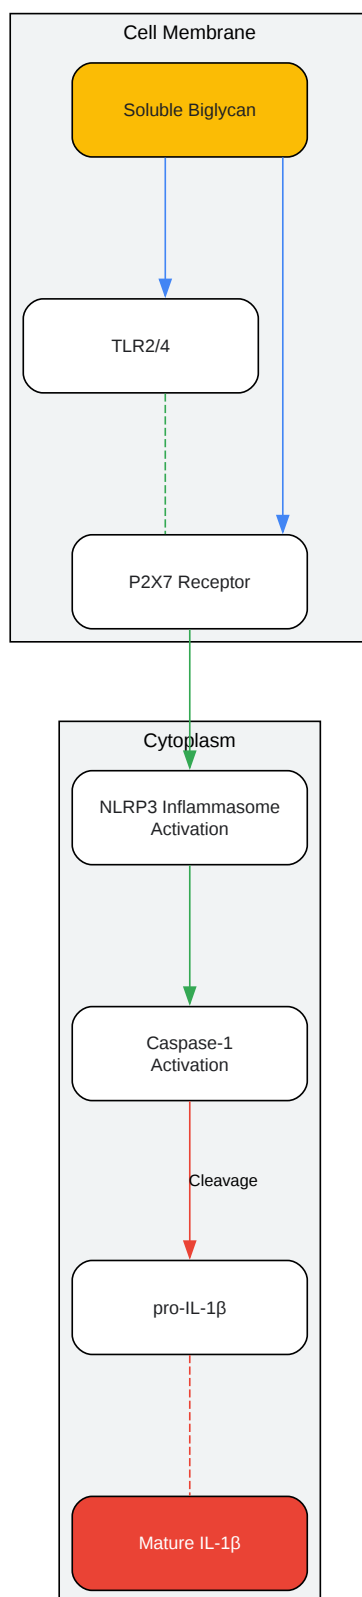 Cell Membrane
Soluble Biglycan
TLR2/4
P2X7 Receptor
Cytoplasm
NLRP3 Inflammasome
Activation
Caspase-1
Activation
Cleavage
pro-IL-1β
Mature IL-1β